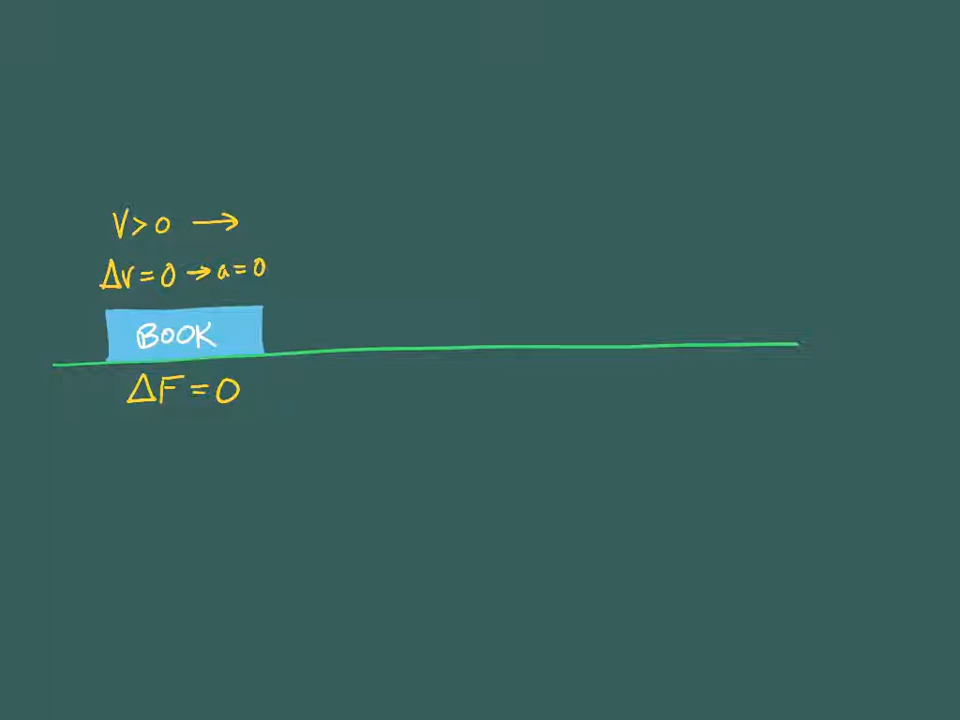 V > 0 →
Δv = 0 → a = 0
BOOK
ΔF = 0